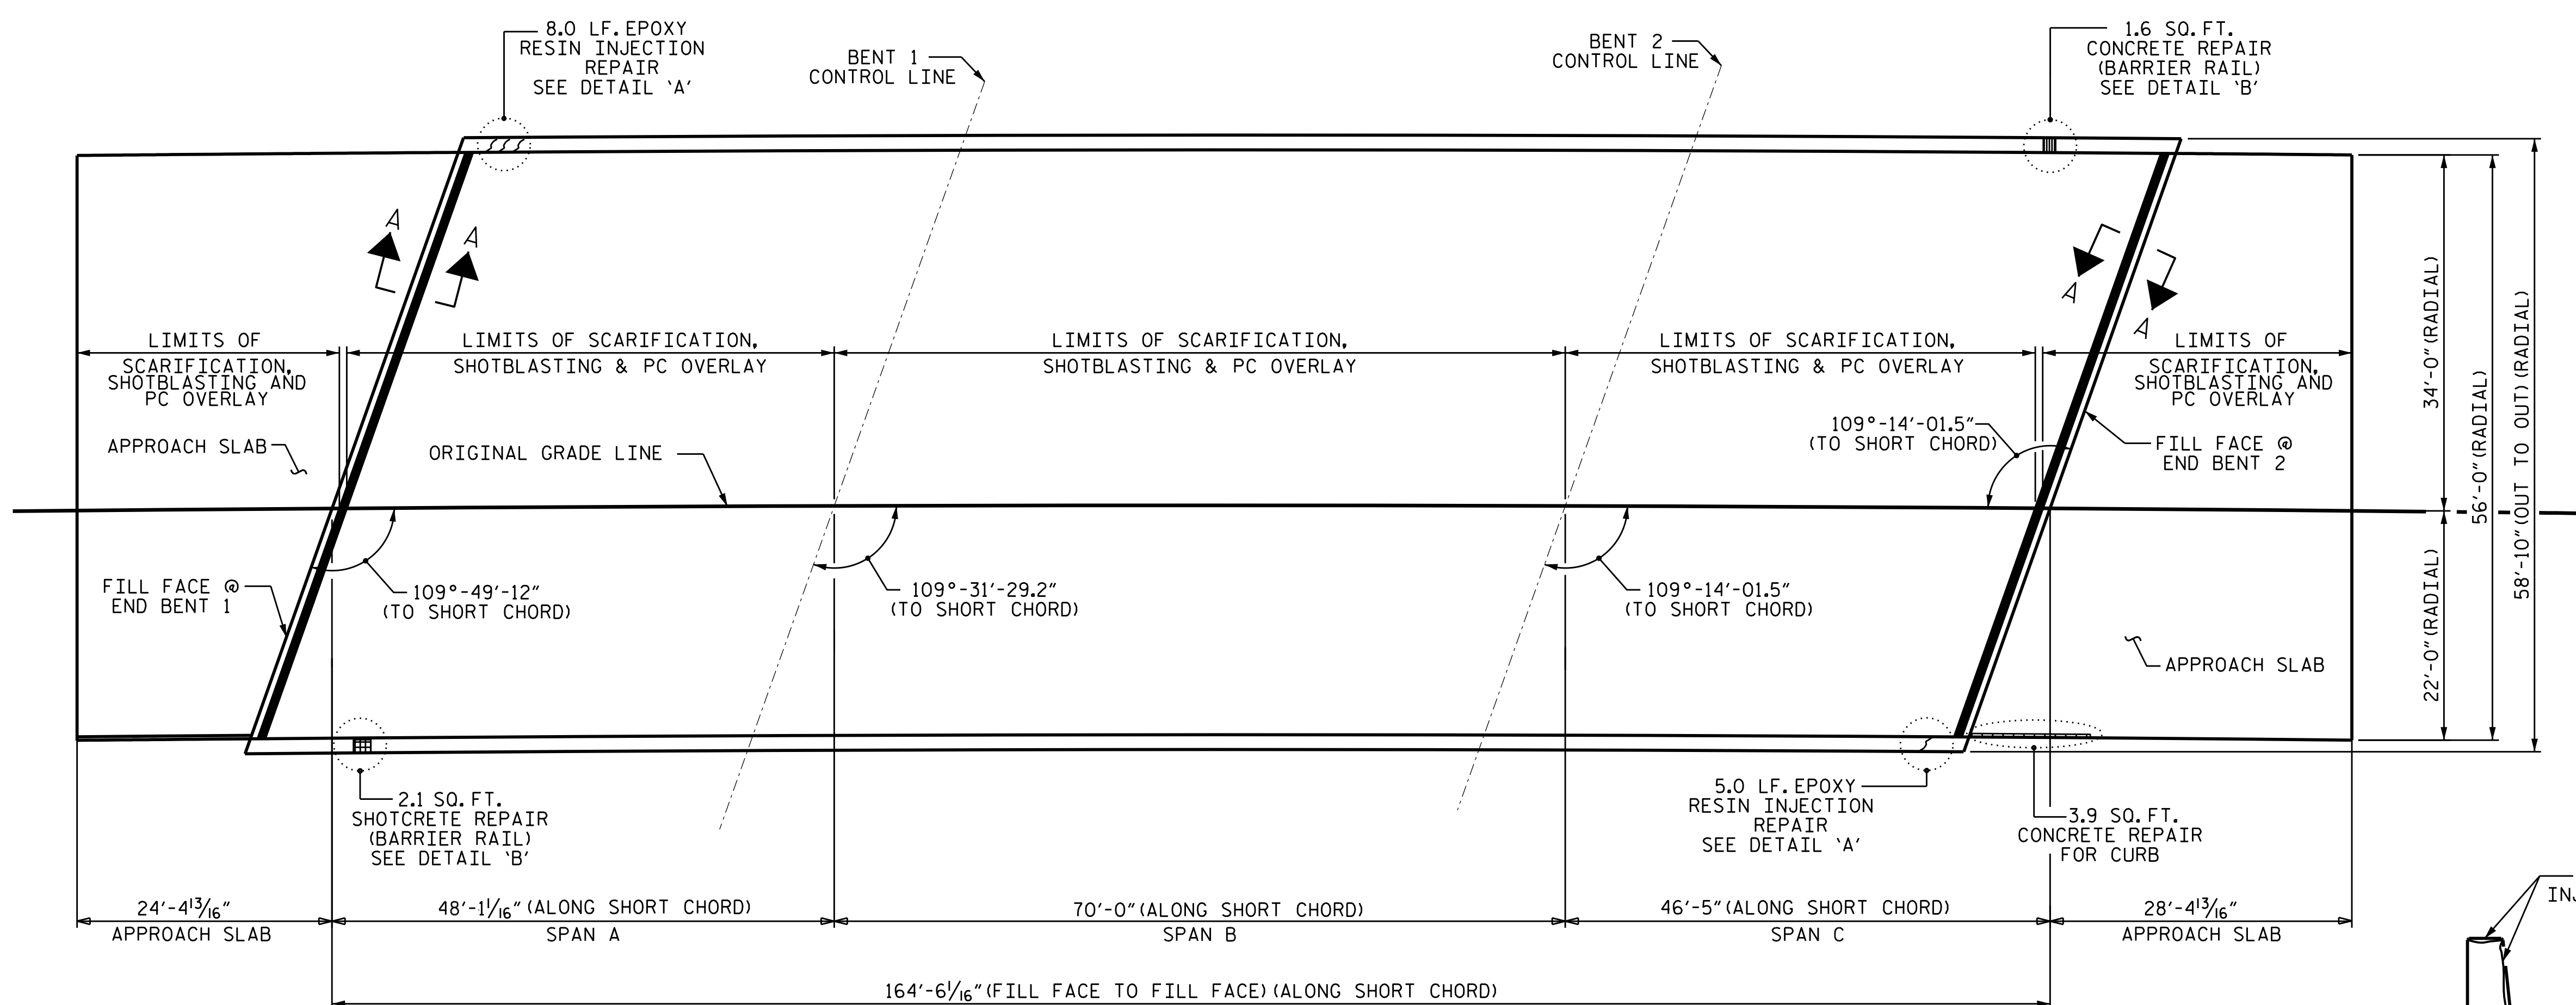 8.0 LF. EPOXY
RESIN INJECTION
REPAIR
SEE DETAIL ‘A’
BENT 1
CONTROL LINE
BENT 2
CONTROL LINE
1.6 SQ. FT.
CONCRETE REPAIR
(BARRIER RAIL)
SEE DETAIL ‘B’
A
A
A
A
LIMITS OF
SCARIFICATION,
SHOTBLASTING AND
PC OVERLAY
LIMITS OF SCARIFICATION,
SHOTBLASTING & PC OVERLAY
LIMITS OF SCARIFICATION,
SHOTBLASTING & PC OVERLAY
LIMITS OF SCARIFICATION,
SHOTBLASTING & PC OVERLAY
LIMITS OF
SCARIFICATION,
SHOTBLASTING AND
PC OVERLAY
34'-0" (RADIAL)
56'-0" (RADIAL)
58'-10" (OUT TO OUT) (RADIAL)
22'-0" (RADIAL)
APPROACH SLAB
ORIGINAL GRADE LINE
109°-14'-01.5"
(TO SHORT CHORD)
FILL FACE @
END BENT 2
FILL FACE @
END BENT 1
109°-49'-12"
(TO SHORT CHORD)
109°-31'-29.2"
(TO SHORT CHORD)
109°-14'-01.5"
(TO SHORT CHORD)
APPROACH SLAB
2.1 SQ. FT.
SHOTCRETE REPAIR
(BARRIER RAIL)
SEE DETAIL ‘B’
5.0 LF. EPOXY
RESIN INJECTION
REPAIR
SEE DETAIL ‘A’
3.9 SQ. FT.
CONCRETE REPAIR
FOR CURB
24'-4 13/16"
APPROACH SLAB
48'-1 1/16" (ALONG SHORT CHORD)
SPAN A
70'-0" (ALONG SHORT CHORD)
SPAN B
46'-5" (ALONG SHORT CHORD)
SPAN C
28'-4 13/16"
APPROACH SLAB
164'-6 1/16" (FILL FACE TO FILL FACE) (ALONG SHORT CHORD)